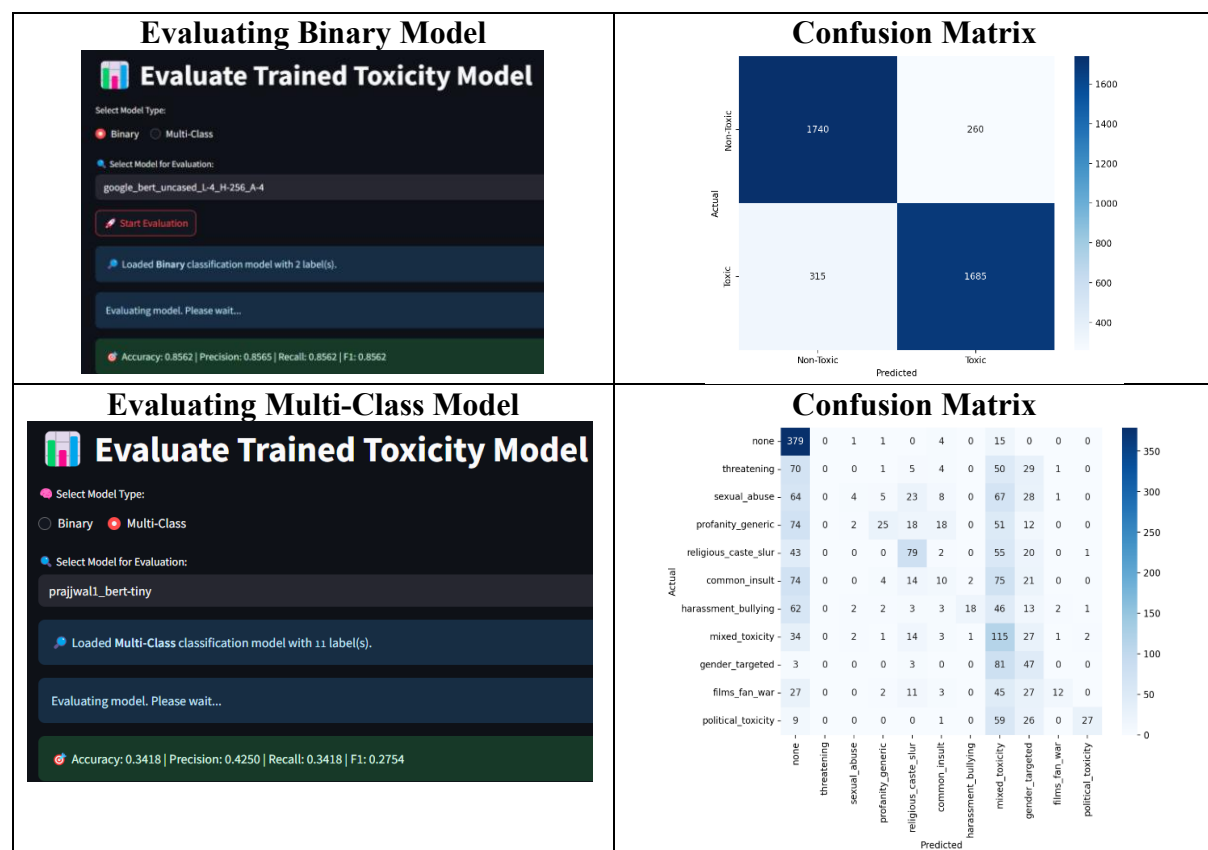 Evaluating Binary Model
Evaluate Trained Toxicity Model
Select Model Type:
Binary Multi-Class
Select Model for Evaluation:
google_bert_uncased_L-4_H-256_A-4
Start Evaluation
Loaded Binary classification model with 2 label(s).
Evaluating model. Please wait...
Accuracy: 0.8562 | Precision: 0.8565 | Recall: 0.8562 | F1: 0.8562
Confusion Matrix
Actual
Non-Toxic 1740 260
Toxic 315 1685
Non-Toxic Toxic
Predicted
1600
1400
1200
1000
800
600
400
Evaluating Multi-Class Model
Evaluate Trained Toxicity Model
Select Model Type:
Binary Multi-Class
Select Model for Evaluation:
prajjwal1_bert-tiny
Loaded Multi-Class classification model with 11 label(s).
Evaluating model. Please wait...
Accuracy: 0.3418 | Precision: 0.4250 | Recall: 0.3418 | F1: 0.2754
Confusion Matrix
Actual
none 379 0 1 1 0 4 0 15 0 0 0
threatening 70 0 0 1 5 4 0 50 29 1 0
sexual_abuse 64 0 4 5 23 8 0 67 28 1 0
profanity_generic 74 0 2 25 18 18 0 51 12 0 0
religious_caste_slur 43 0 0 0 79 2 0 55 20 0 1
common_insult 74 0 0 4 14 10 2 75 21 0 0
harassment_bullying 62 0 2 2 3 3 18 46 13 2 1
mixed_toxicity 34 0 2 1 14 3 1 115 27 1 2
gender_targeted 3 0 0 0 3 0 0 81 47 0 0
films_fan_war 27 0 0 2 11 3 0 45 27 12 0
political_toxicity 9 0 0 0 0 1 0 59 26 0 27
none threatening sexual_abuse profanity_generic religious_caste_slur common_insult harassment_bullying mixed_toxicity gender_targeted films_fan_war political_toxicity
Predicted
350
300
250
200
150
100
50
0